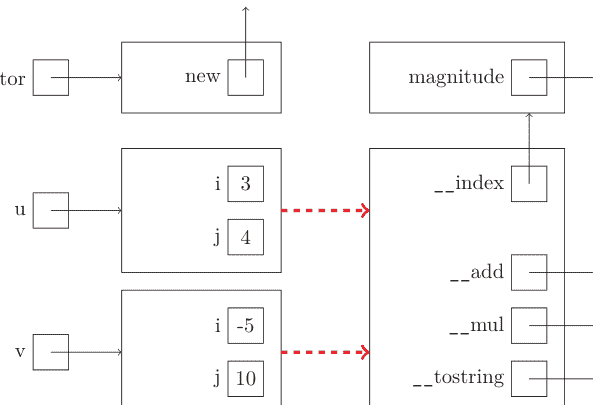 tor new magnitude
i 3 __index
u
j 4
__add
i -5 __mul
v
j 10 __tostring